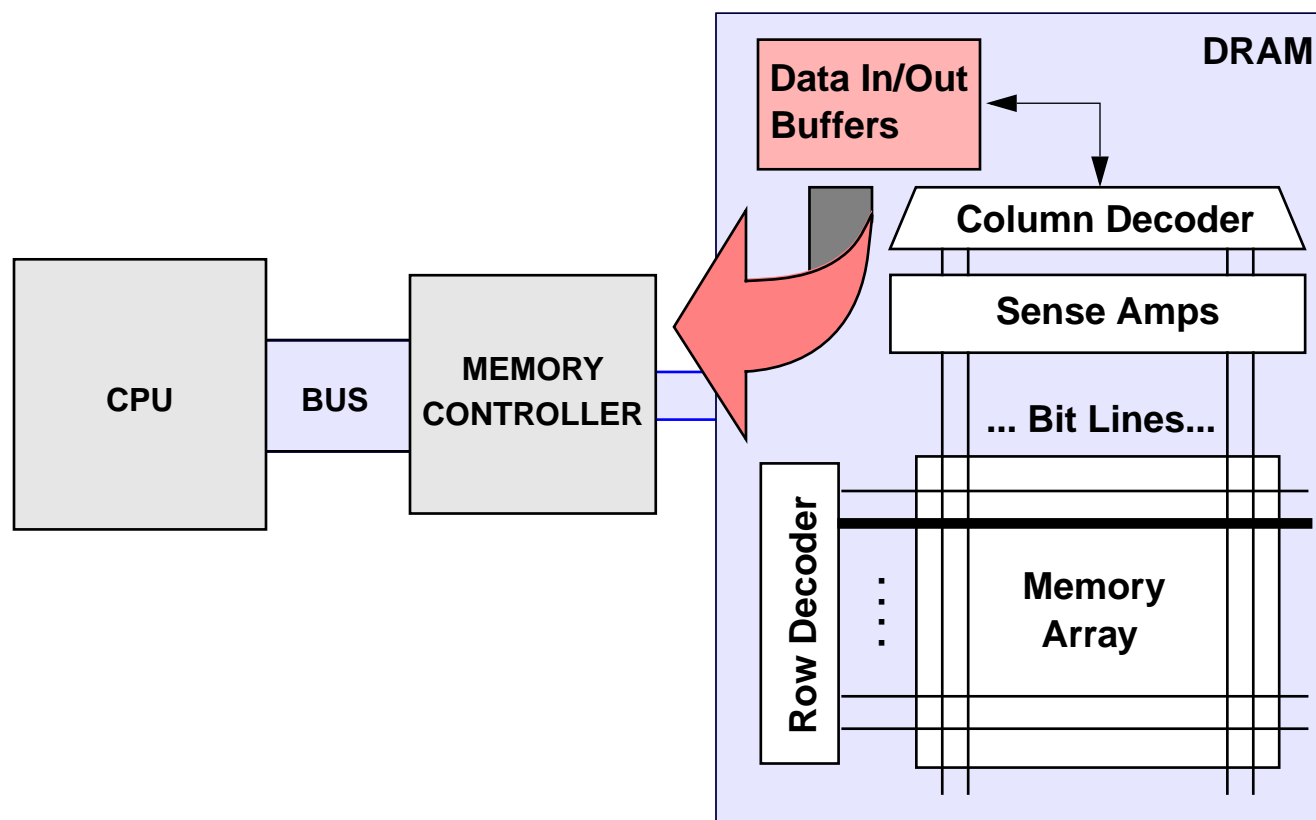 DRAM
Data In/Out
Buffers
Column Decoder
Sense Amps
CPU
BUS
MEMORY
CONTROLLER
... Bit Lines...
Row Decoder
. . . .
Memory
Array